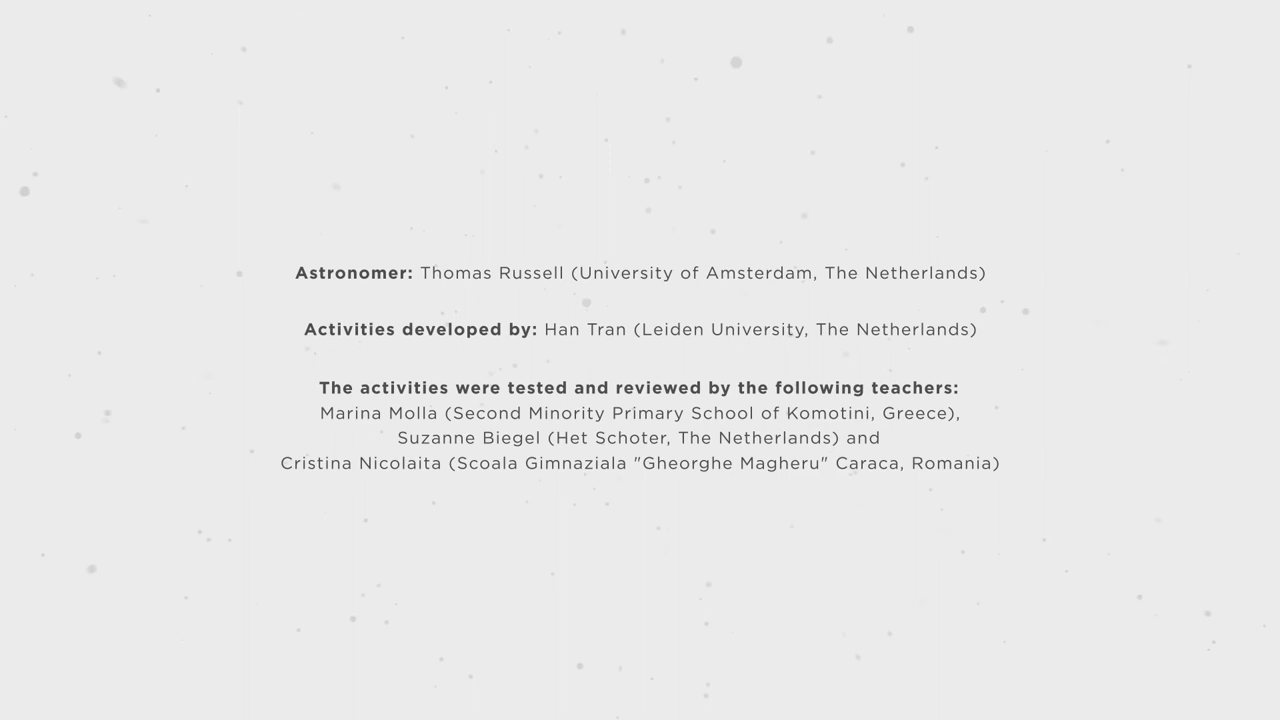 Astronomer: Thomas Russell (University of Amsterdam, The Netherlands)
Activities developed by: Han Tran (Leiden University, The Netherlands)
The activities were tested and reviewed by the following teachers:
Marina Molla (Second Minority Primary School of Komotini, Greece),
Suzanne Biegel (Het Schoter, The Netherlands) and
Cristina Nicolaita (Scoala Gimnaziala "Gheorghe Magheru" Caraca, Romania)